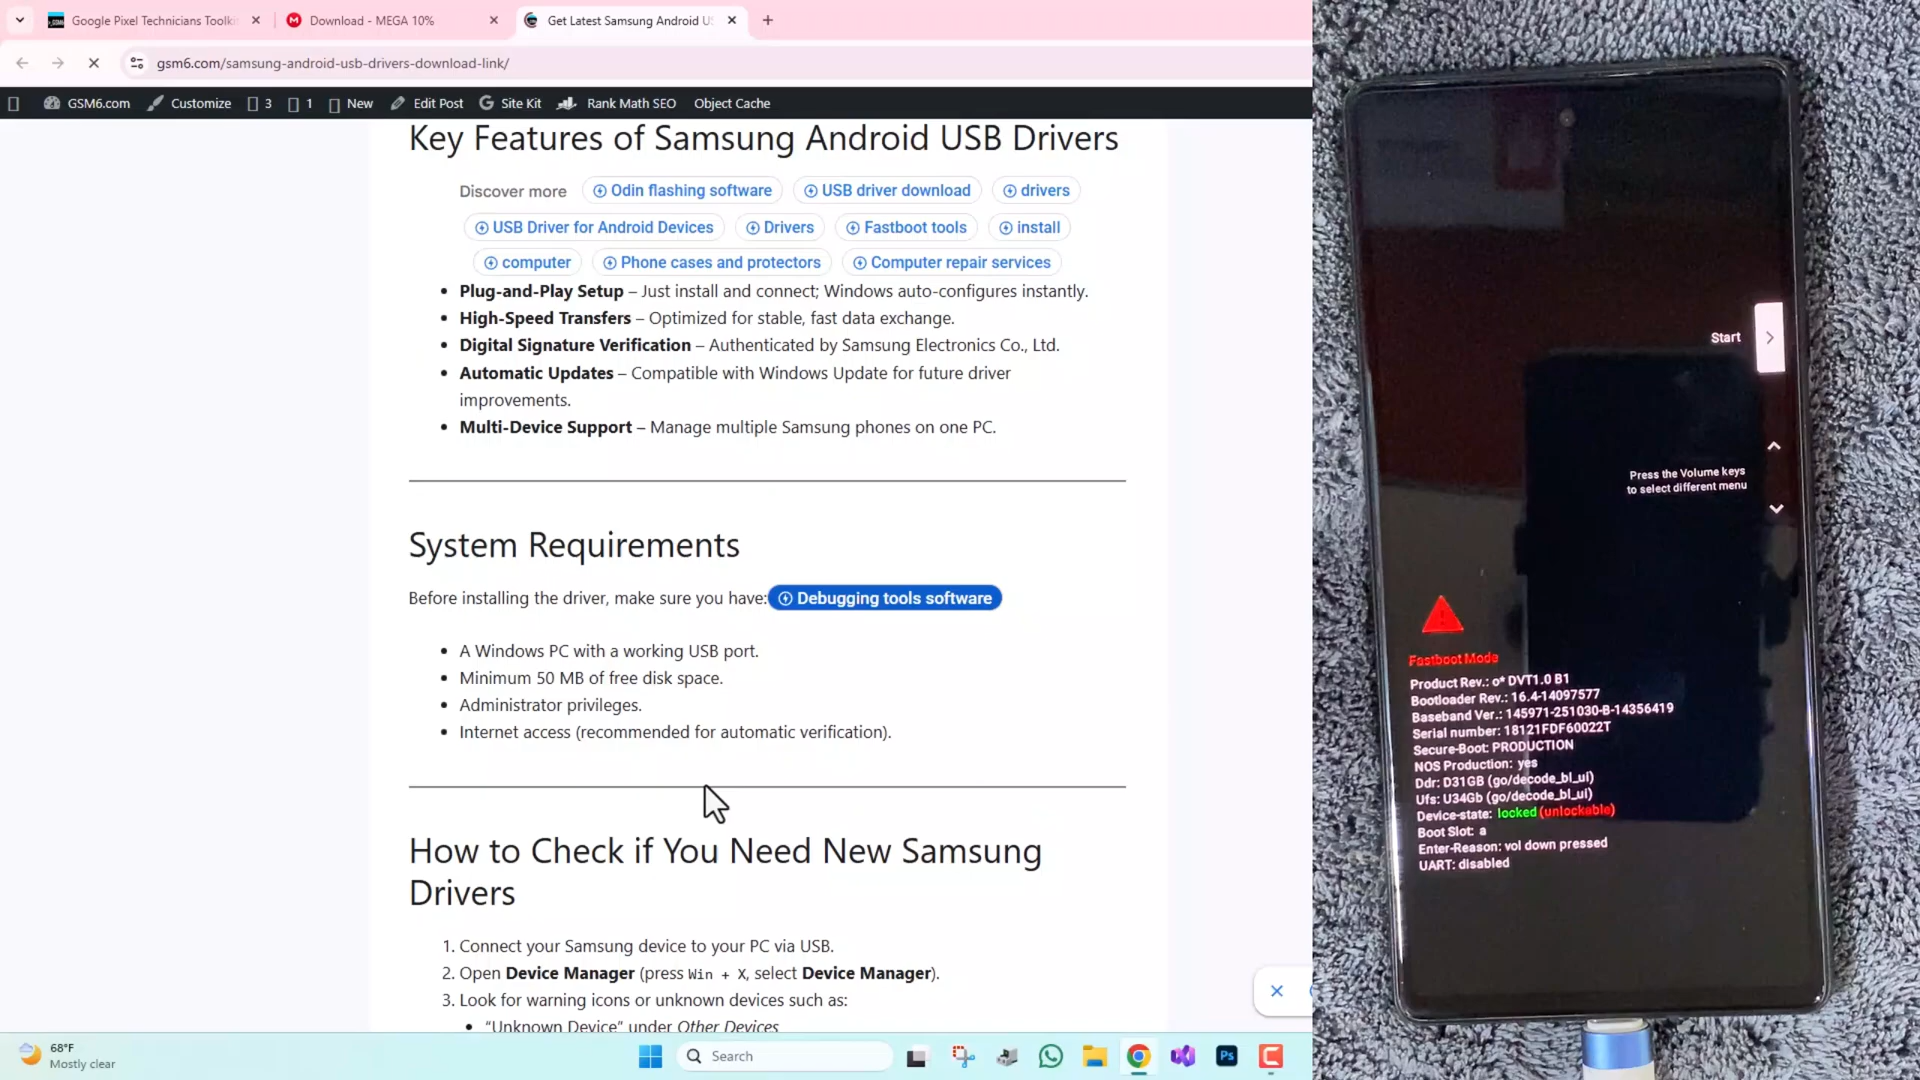 Google Pixel Technicians Toolki
Download - MEGA 10%
Get Latest Samsung Android US
gsm6.com/samsung-android-usb-drivers-download-link/
GSM6.com
Customize
3
1
New
Edit Post
Site Kit
Rank Math SEO
Object Cache
Key Features of Samsung Android USB Drivers
Discover more
Odin flashing software
USB driver download
drivers
USB Driver for Android Devices
Drivers
Fastboot tools
install
computer
Phone cases and protectors
Computer repair services
Plug-and-Play Setup – Just install and connect; Windows auto-configures instantly.
High-Speed Transfers – Optimized for stable, fast data exchange.
Digital Signature Verification – Authenticated by Samsung Electronics Co., Ltd.
Automatic Updates – Compatible with Windows Update for future driver
improvements.
Multi-Device Support – Manage multiple Samsung phones on one PC.
System Requirements
Before installing the driver, make sure you have:
Debugging tools software
A Windows PC with a working USB port.
Minimum 50 MB of free disk space.
Administrator privileges.
Internet access (recommended for automatic verification).
How to Check if You Need New Samsung
Drivers
1. Connect your Samsung device to your PC via USB.
2. Open Device Manager (press Win + X, select Device Manager).
3. Look for warning icons or unknown devices such as:
“Unknown Device” under Other Devices
68°F
Mostly clear
Search
Ps
Start
Press the Volume keys
to select different menu
Fastboot Mode
Product Rev.: o* DVT1.0 B1
Bootloader Rev.: 16.4-14097577
Baseband Ver.: 145971-251030-B-14356419
Serial number: 18121FDF60022T
Secure-Boot: PRODUCTION
NOS Production: yes
Ddr: D31GB (go/decode_bl_ui)
Ufs: U34Gb (go/decode_bl_ui)
Device-state: locked (unlockable)
Boot Slot: a
Enter-Reason: vol down pressed
UART: disabled